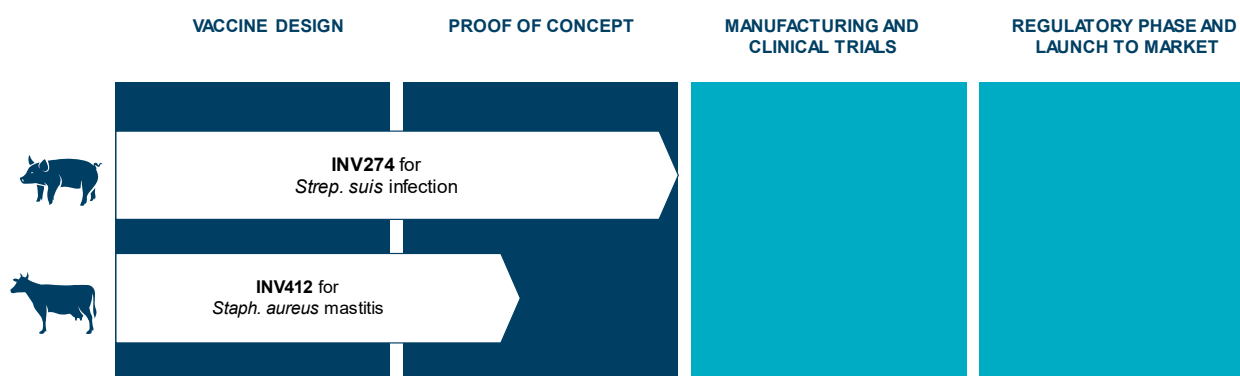 VACCINE DESIGN
PROOF OF CONCEPT
MANUFACTURING AND
CLINICAL TRIALS
REGULATORY PHASE AND
LAUNCH TO MARKET
INV274 for
Strep. suis infection
INV412 for
Staph. aureus mastitis